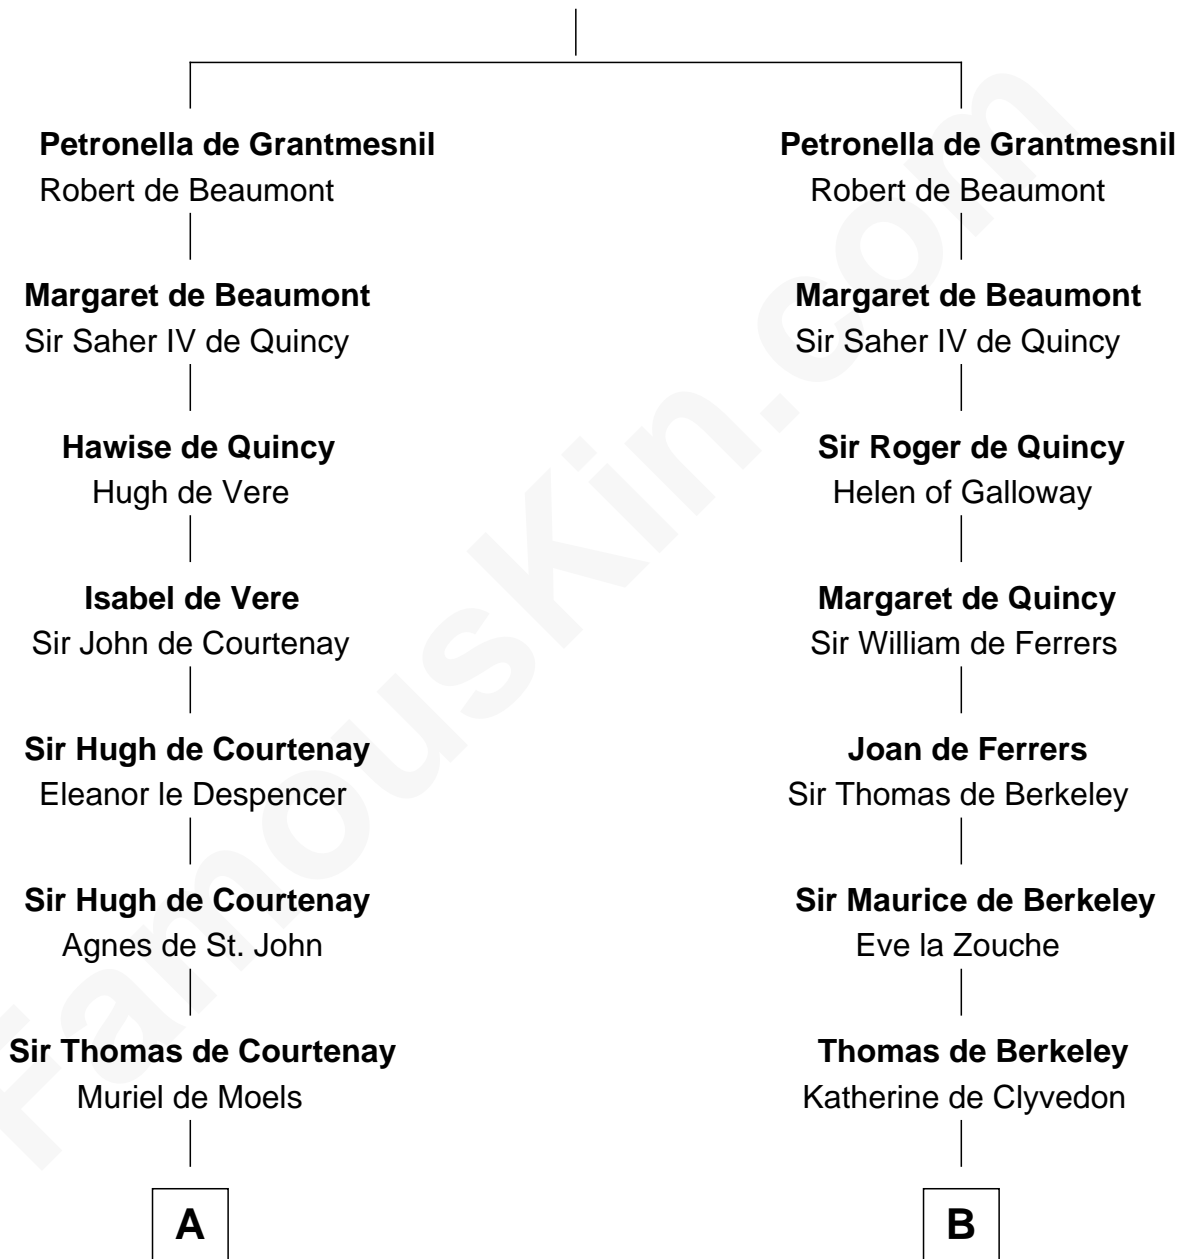 Petronella de Grantmesnil
Robert de Beaumont
Margaret de Beaumont
Sir Saher IV de Quincy
Hawise de Quincy
Hugh de Vere
Isabel de Vere
Sir John de Courtenay
Sir Hugh de Courtenay
Eleanor le Despencer
Sir Hugh de Courtenay
Agnes de St. John
Sir Thomas de Courtenay
Muriel de Moels
A
Petronella de Grantmesnil
Robert de Beaumont
Margaret de Beaumont
Sir Saher IV de Quincy
Sir Roger de Quincy
Helen of Galloway
Margaret de Quincy
Sir William de Ferrers
Joan de Ferrers
Sir Thomas de Berkeley
Sir Maurice de Berkeley
Eve la Zouche
Thomas de Berkeley
Katherine de Clyvedon
B
FamousKin.com